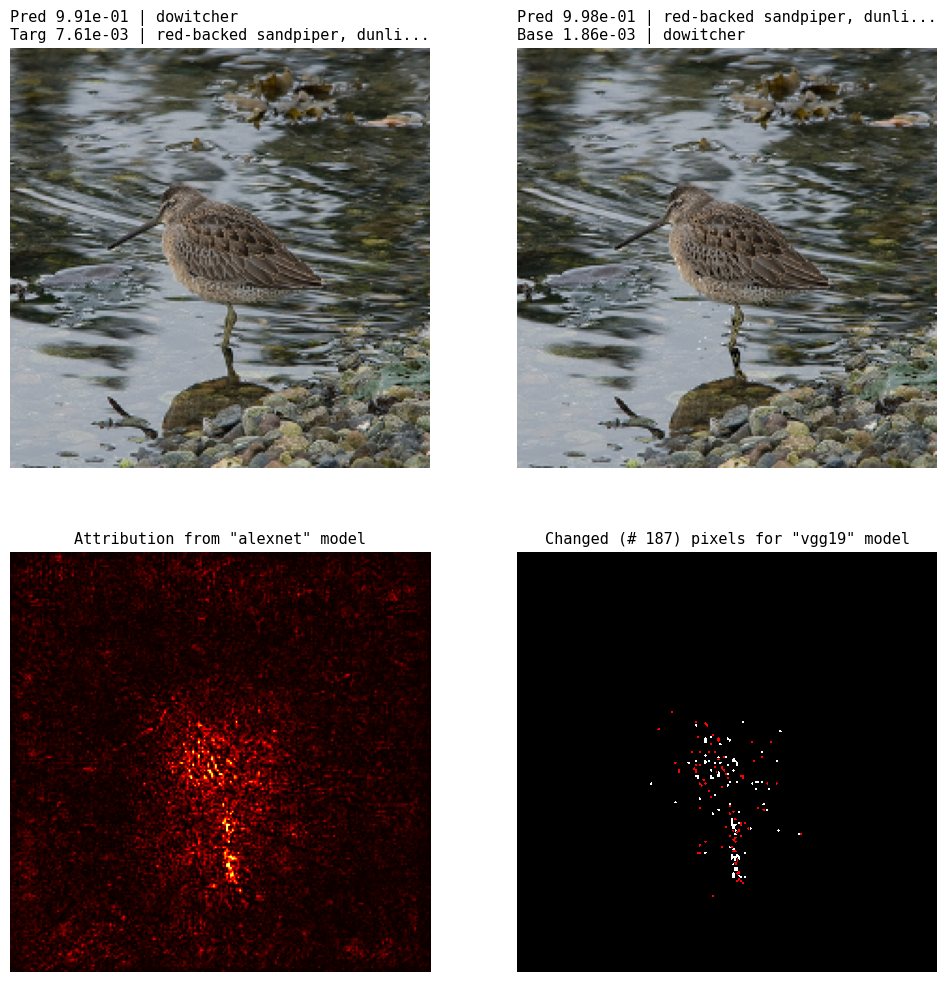 Pred 9.91e-01 | dowitcher
Targ 7.61e-03 | red-backed sandpiper, dunli...
Pred 9.98e-01 | red-backed sandpiper, dunli...
Base 1.86e-03 | dowitcher
Attribution from "alexnet" model
Changed (# 187) pixels for "vgg19" model